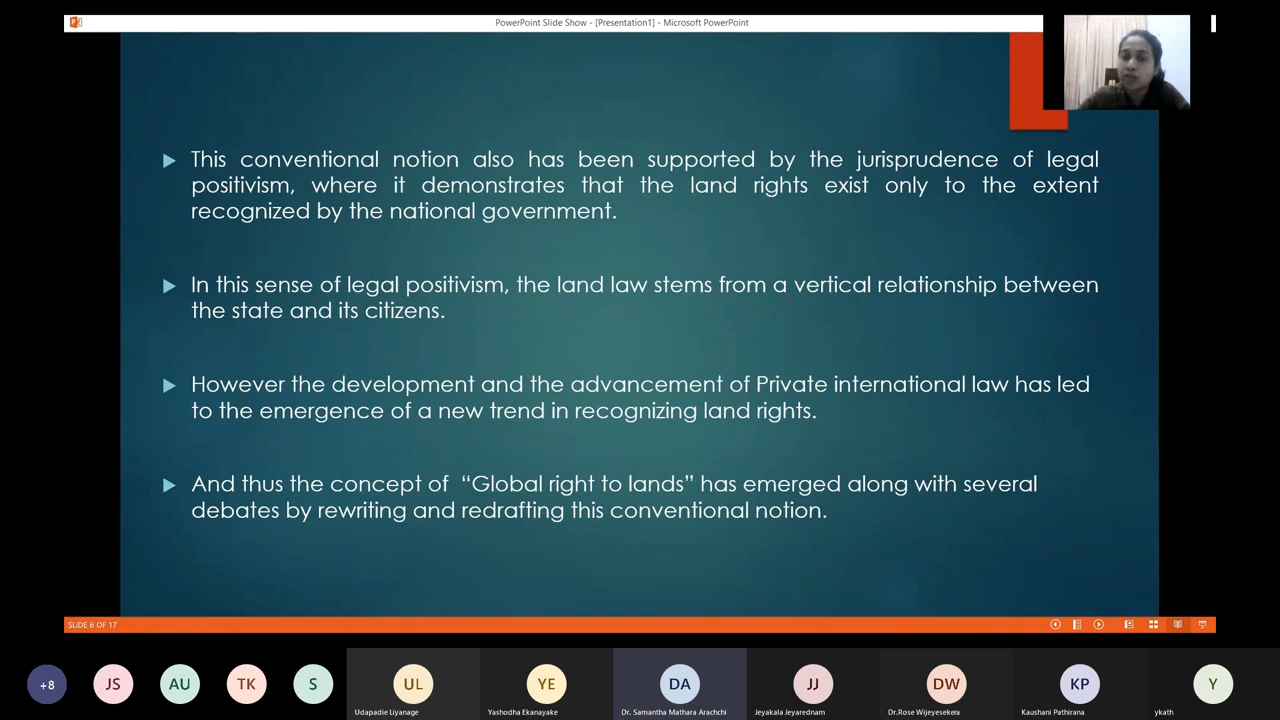 PowerPoint Slide Show - [Presentation1] - Microsoft PowerPoint
This conventional notion also has been supported by the jurisprudence of legal
positivism, where it demonstrates that the land rights exist only to the extent
recognized by the national government.
In this sense of legal positivism, the land law stems from a vertical relationship between
the state and its citizens.
However the development and the advancement of Private international law has led
to the emergence of a new trend in recognizing land rights.
And thus the concept of “Global right to lands” has emerged along with several
debates by rewriting and redrafting this conventional notion.
SLIDE 6 OF 17
+8
JS
AU
TK
S
UL
YE
DA
JJ
DW
KP
Y
Udapadie Liyanage
Yashodha Ekanayake
Dr. Samantha Mathara Arachchi
Jeyakala Jeyarednam
Dr.Rose Wijeyesekera
Kaushani Pathirana
ykath